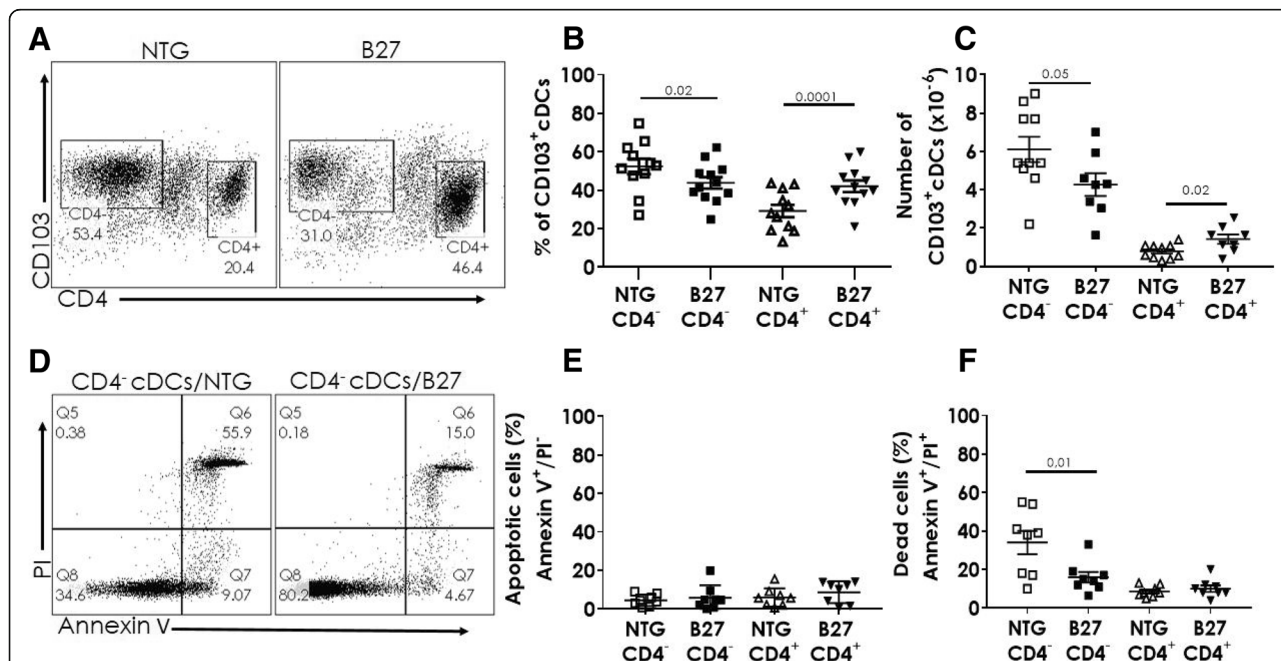 A
NTG
B27
CD4-
53.4
CD4+
20.4
CD4-
31.0
CD4+
46.4
CD103
CD4
B
% of CD103⁺cDCs
100
80
60
40
20
0
0.02
0.0001
NTG
CD4⁻
B27
CD4⁻
NTG
CD4⁺
B27
CD4⁺
C
Number of
CD103⁺ cDCs (x10⁻⁶)
10
8
6
4
2
0
0.05
0.02
NTG
CD4⁻
B27
CD4⁻
NTG
CD4⁺
B27
CD4⁺
D
CD4⁻ cDCs/NTG
CD4⁻ cDCs/B27
Q5
0.38
Q6
55.9
Q8
34.6
Q7
9.07
Q5
0.18
Q6
15.0
Q8
80.2
Q7
4.67
PI
Annexin V
E
Apoptotic cells (%)
Annexin V⁺/PI⁻
100
80
60
40
20
0
NTG
CD4⁻
B27
CD4⁻
NTG
CD4⁺
B27
CD4⁺
F
Dead cells (%)
Annexin V⁺/PI⁺
100
80
60
40
20
0
0.01
NTG
CD4⁻
B27
CD4⁻
NTG
CD4⁺
B27
CD4⁺